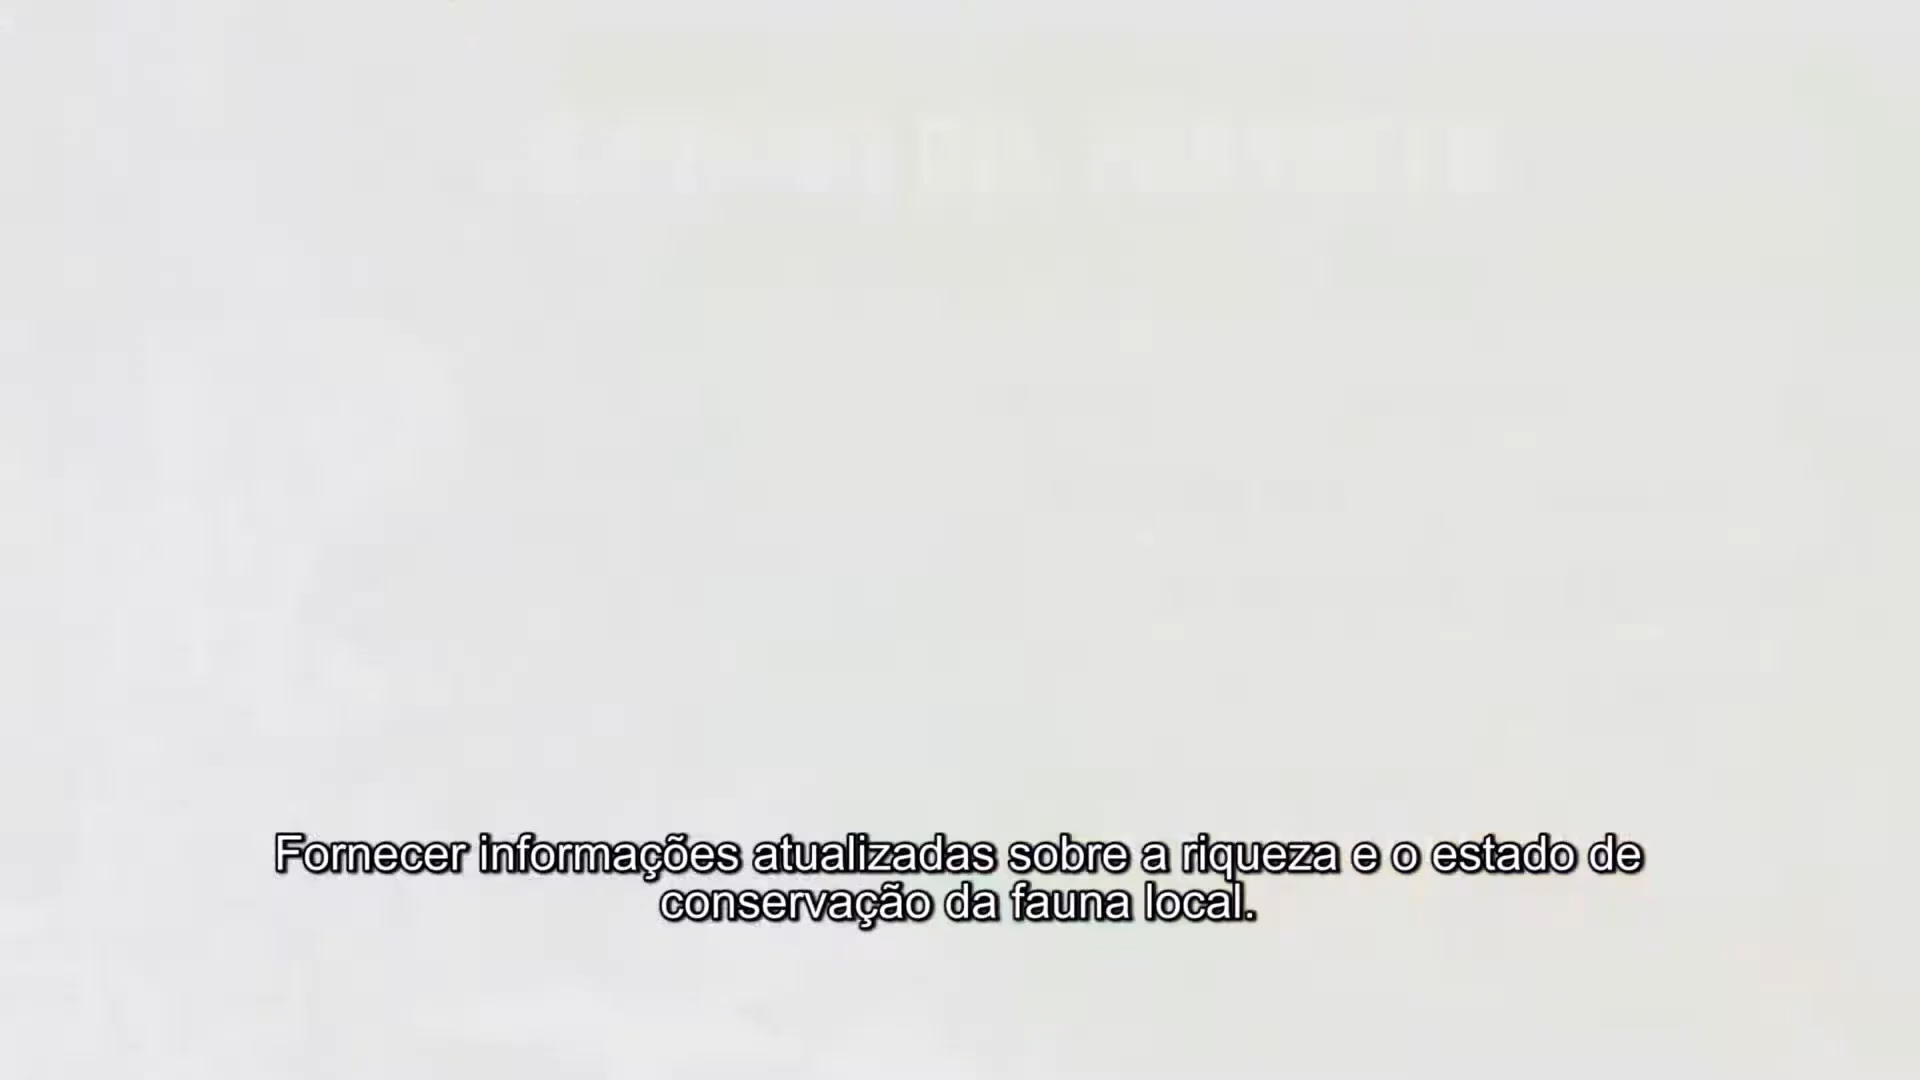 Fornecer informações atualizadas sobre a riqueza e o estado de
conservação da fauna local.